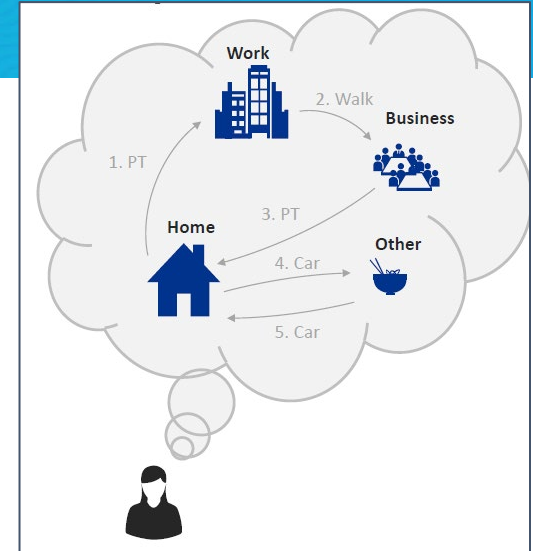 Work
2. Walk
Business
1. PT
3. PT
Home
Other
4. Car
5. Car